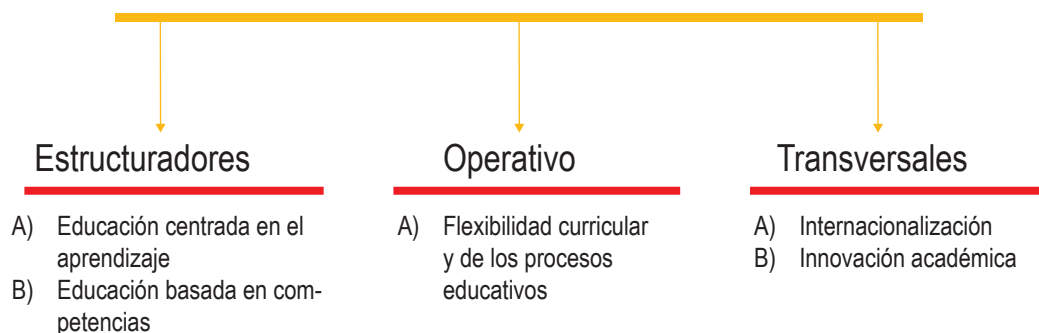 Estructuradores
A) Educación centrada en el
aprendizaje
B) Educación basada en com-
petencias
Operativo
A) Flexibilidad curricular
y de los procesos
educativos
Transversales
A) Internacionalización
B) Innovación académica